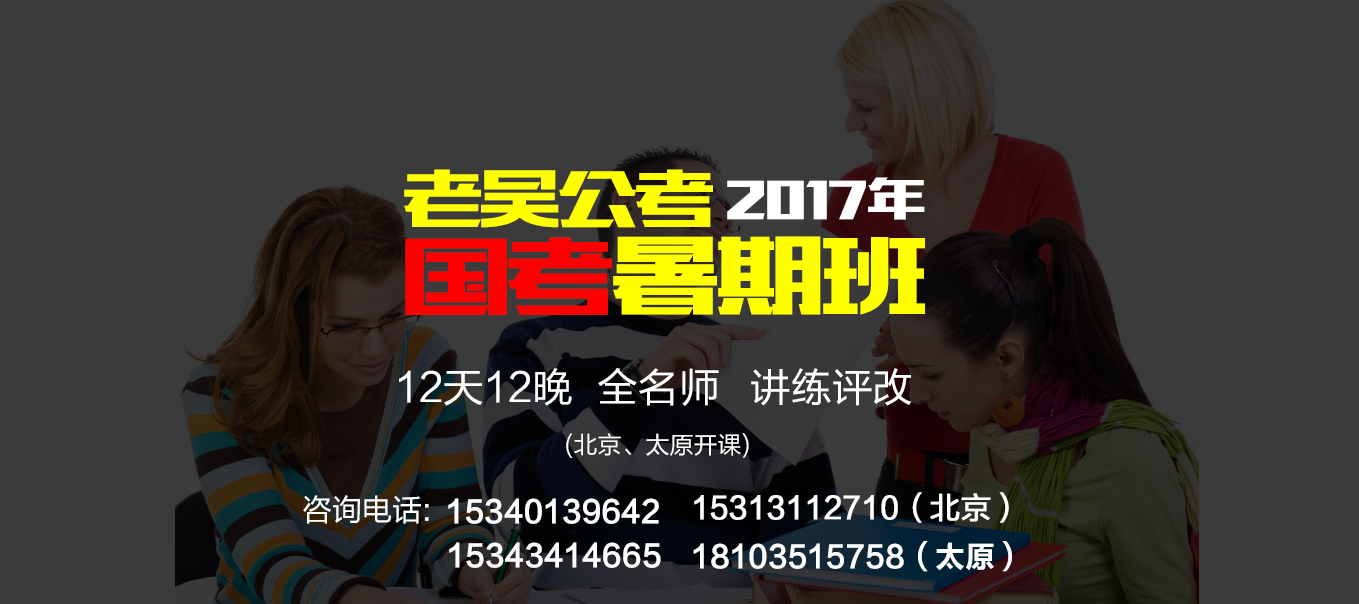 老吴公考 2017年
国考暑期班
12天12晚 全名师 讲练评改
(北京、太原开课)
咨询电话: 15340139642 15313112710（北京）
15343414665 18103515758（太原）